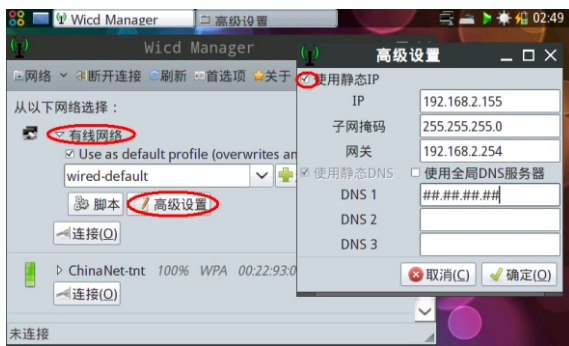 Wicd Manager
高级设置
02:49
Wicd Manager
网络 断开连接 刷新 首选项 关于
从以下网络选择：
有线网络
Use as default profile (overwrites an
wired-default
脚本 高级设置
连接(O)
ChinaNet-tnt 100% WPA 00:22:93:0
连接(O)
未连接
高级设置
使用静态IP
IP 192.168.2.155
子网掩码 255.255.255.0
网关 192.168.2.254
使用静态DNS 使用全局DNS服务器
DNS 1 ##.##.##.##
DNS 2
DNS 3
取消(C) 确定(O)